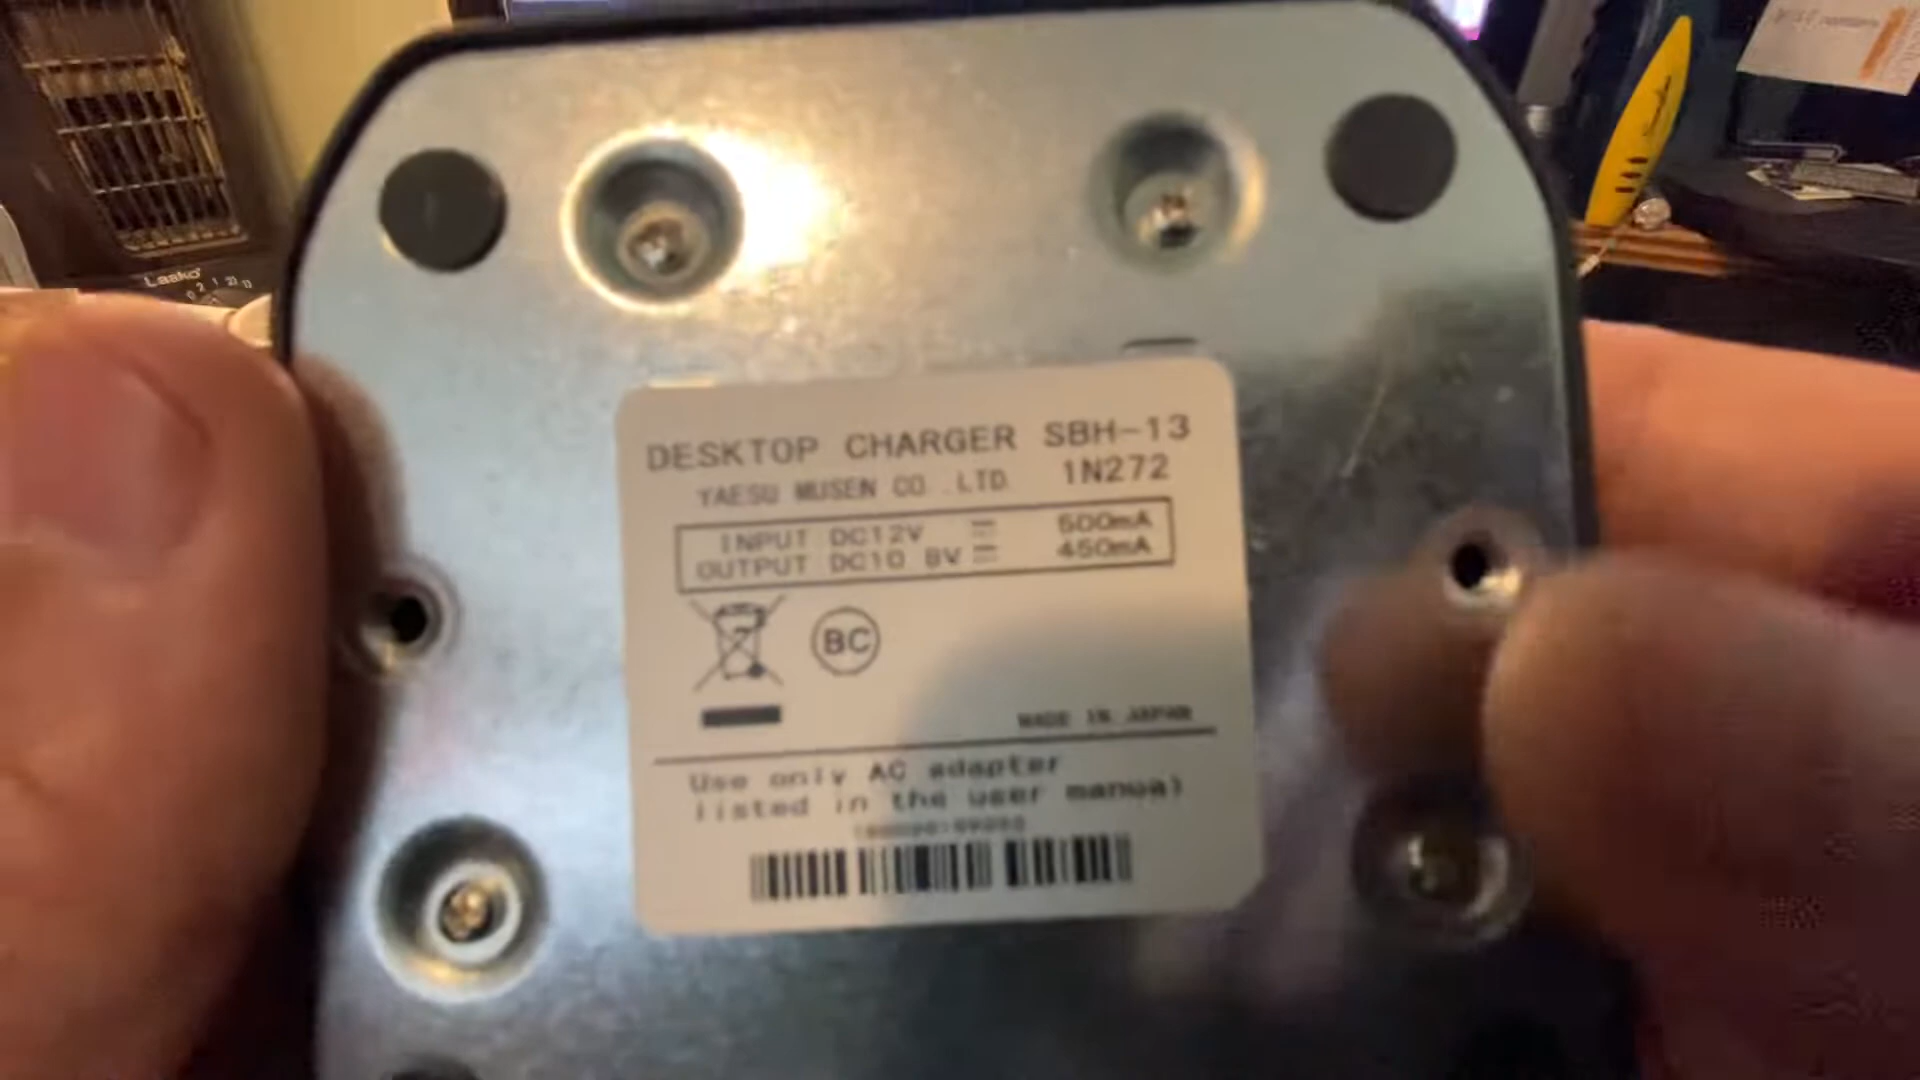 Lasko
DESKTOP CHARGER SBH-13
YAESU MUSEN CO.LTD. 1N272
INPUT DC12V ⎓ 500mA
OUTPUT DC10.8V ⎓ 450mA
BC
MADE IN JAPAN
Use only AC adapter
listed in the user manual